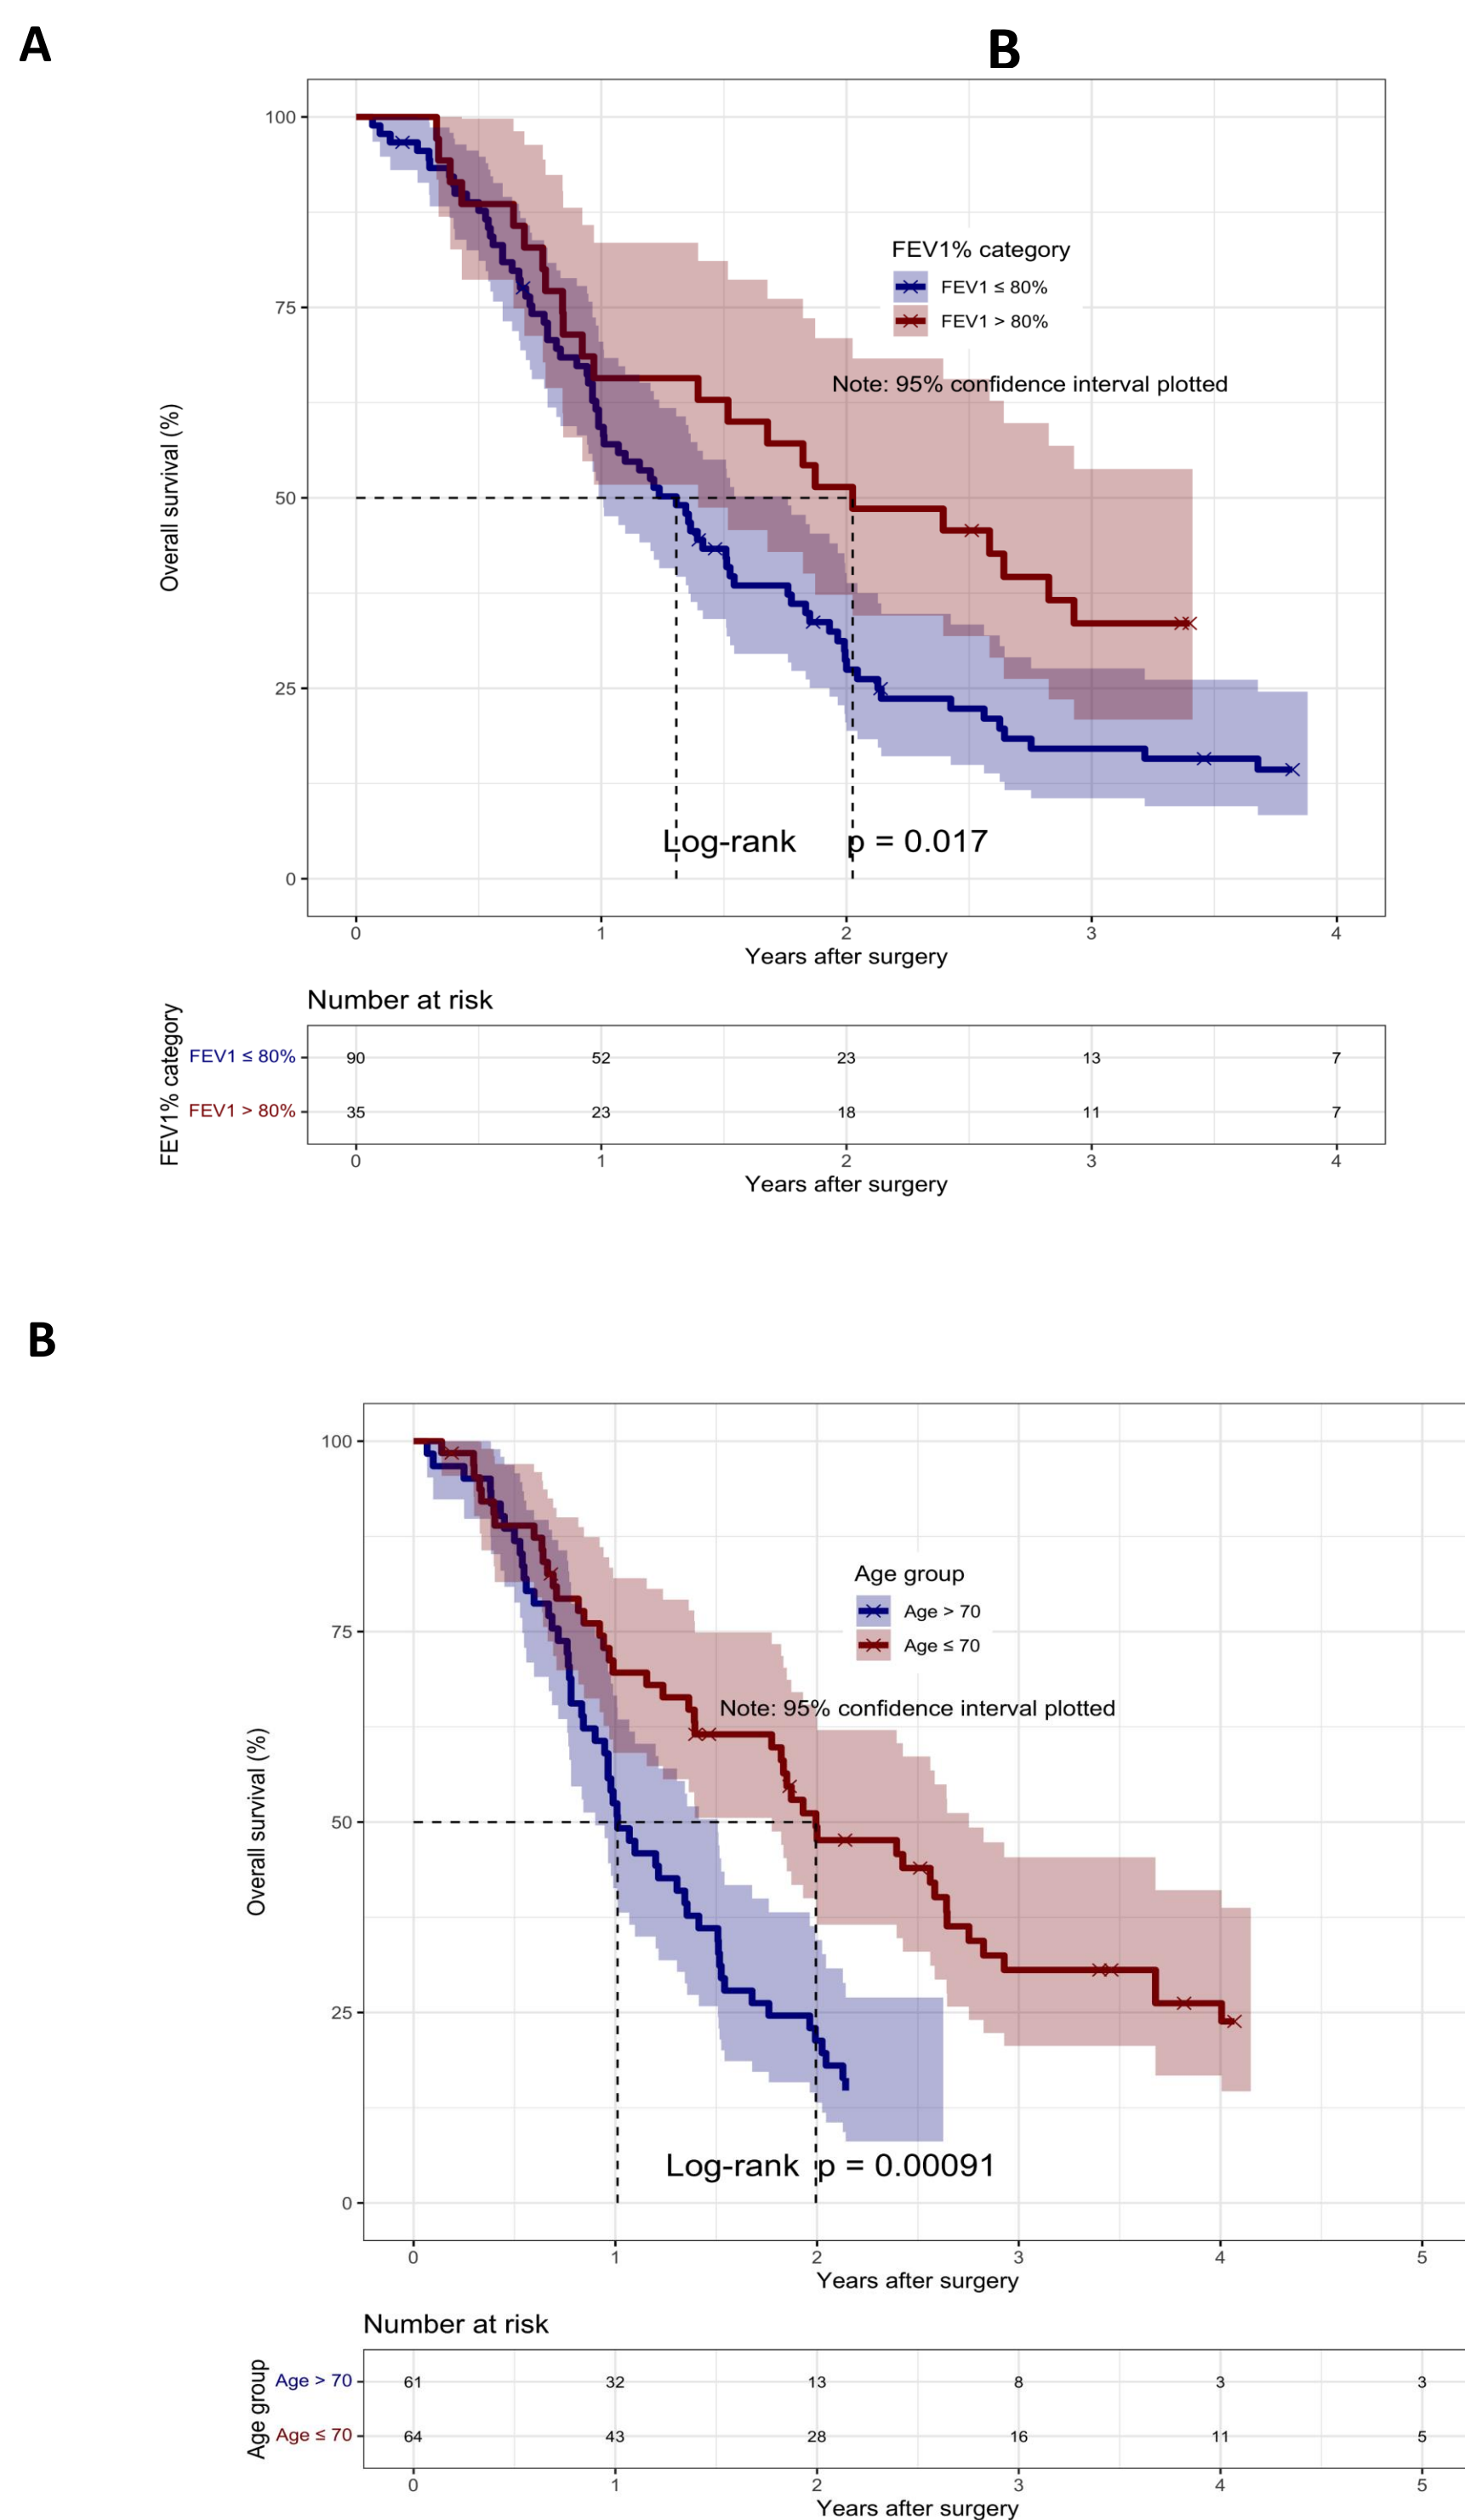 A
B
100
75
50
25
0
Overall survival (%)
FEV1% category
FEV1 ≤ 80%
FEV1 > 80%
Note: 95% confidence interval plotted
Log-rank p = 0.017
0 1 2 3 4
Years after surgery
Number at risk
FEV1% category
FEV1 ≤ 80% 90 52 23 13 7
FEV1 > 80% 35 23 18 11 7
0 1 2 3 4
Years after surgery
B
100
75
50
25
0
Overall survival (%)
Age group
Age > 70
Age ≤ 70
Note: 95% confidence interval plotted
Log-rank p = 0.00091
0 1 2 3 4 5
Years after surgery
Number at risk
Age group
Age > 70 61 32 13 8 3 3
Age ≤ 70 64 43 28 16 11 5
0 1 2 3 4 5
Years after surgery